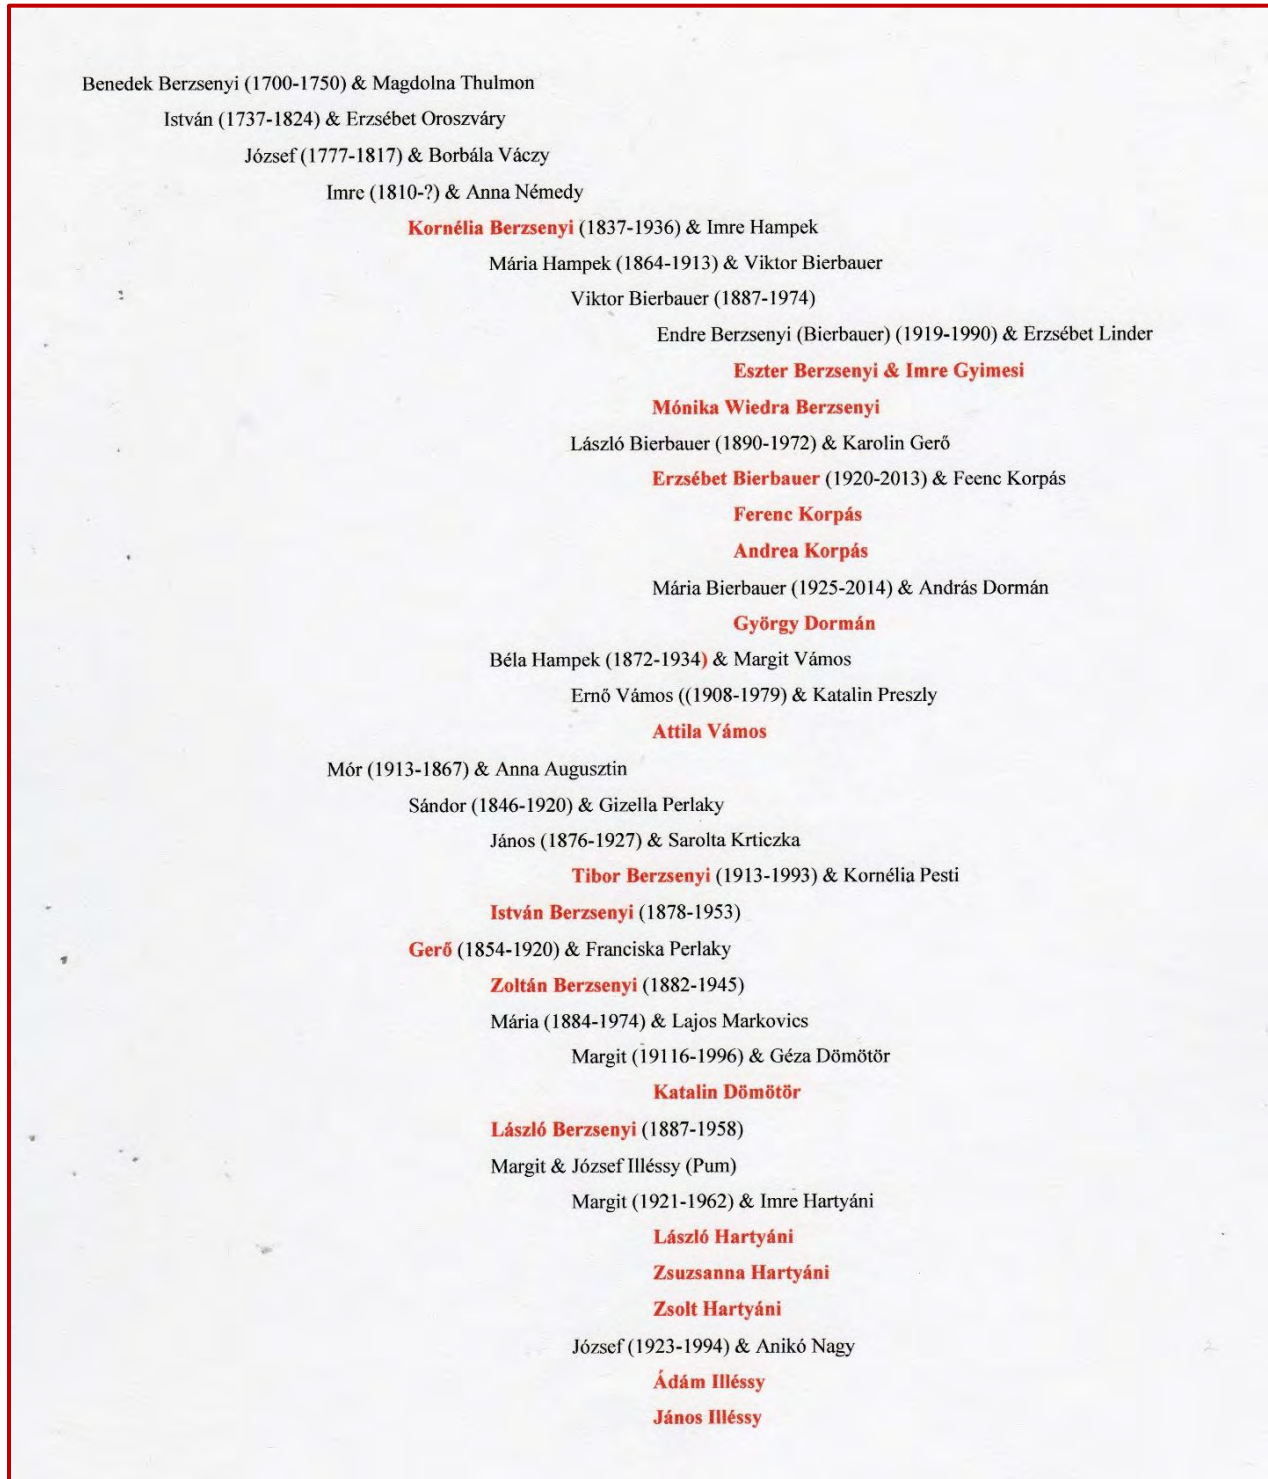 Benedek Berzsenyi (1700-1750) & Magdolna Thulmon
István (1737-1824) & Erzsébet Oroszváry
József (1777-1817) & Borbála Váczy
Imre (1810-?) & Anna Némedy
Kornélia Berzsenyi (1837-1936) & Imre Hampek
Mária Hampek (1864-1913) & Viktor Bierbauer
Viktor Bierbauer (1887-1974)
Endre Berzsenyi (Bierbauer) (1919-1990) & Erzsébet Linder
Eszter Berzsenyi & Imre Gyimesi
Mónika Wiedra Berzsenyi
László Bierbauer (1890-1972) & Karolin Gerő
Erzsébet Bierbauer (1920-2013) & Feenc Korpás
Ferenc Korpás
Andrea Korpás
Mária Bierbauer (1925-2014) & András Dormán
György Dormán
Béla Hampek (1872-1934) & Margit Vámos
Ernő Vámos ((1908-1979) & Katalin Preszly
Attila Vámos
Mór (1913-1867) & Anna Augusztin
Sándor (1846-1920) & Gizella Perlaky
János (1876-1927) & Sarolta Krticzka
Tibor Berzsenyi (1913-1993) & Kornélia Pesti
István Berzsenyi (1878-1953)
Gerő (1854-1920) & Franciska Perlaky
Zoltán Berzsenyi (1882-1945)
Mária (1884-1974) & Lajos Markovics
Margit (19116-1996) & Géza Dömötör
Katalin Dömötör
László Berzsenyi (1887-1958)
Margit & József Illéssy (Pum)
Margit (1921-1962) & Imre Hartyáni
László Hartyáni
Zsuzsanna Hartyáni
Zsolt Hartyáni
József (1923-1994) & Anikó Nagy
Ádám Illéssy
János Illéssy